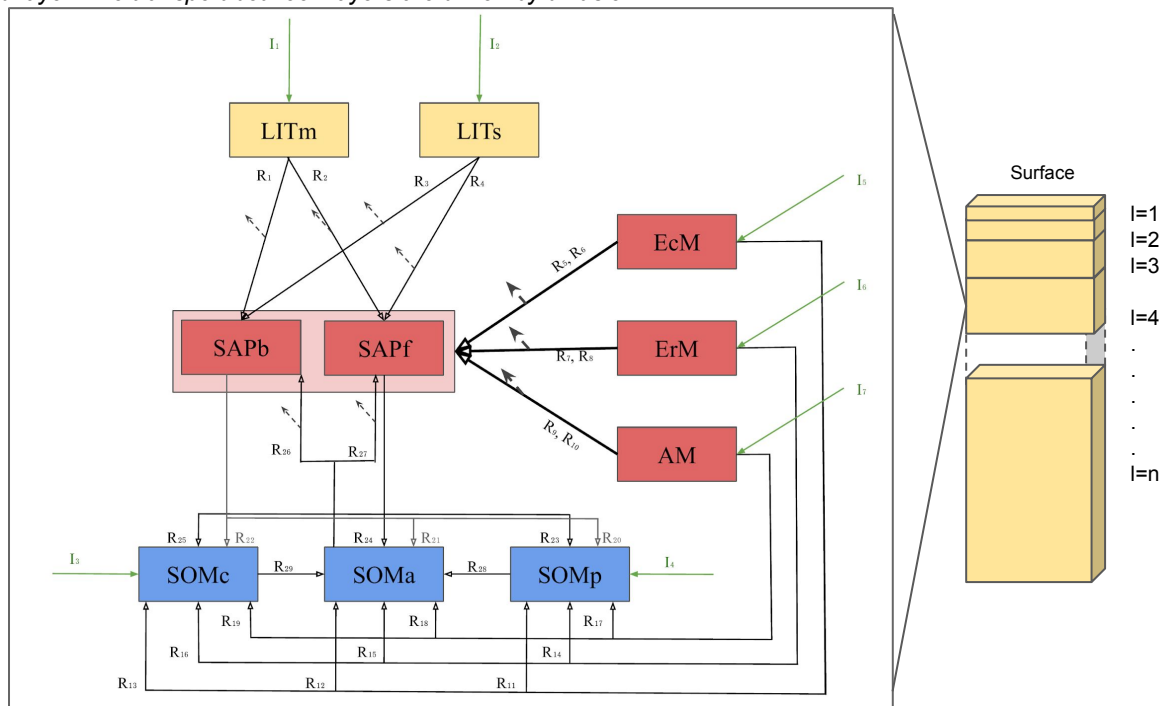 I₁
I₂
LITm
LITs
R₁
R₂
R₃
R₄
I₅
EcM
R₅, R₆
I₆
SAPb
SAPf
ErM
R₇, R₈
I₇
R₉, R₁₀
AM
R₂₆
R₂₇
R₂₅
R₂₂
R₂₄
R₂₁
R₂₃
R₂₀
I₃
SOMc
R₂₉
SOMa
R₂₈
SOMp
I₄
R₁₉
R₁₈
R₁₇
R₁₆
R₁₅
R₁₄
R₁₃
R₁₂
R₁₁
Surface
l=1
l=2
l=3
l=4
.
.
.
.
.
l=n